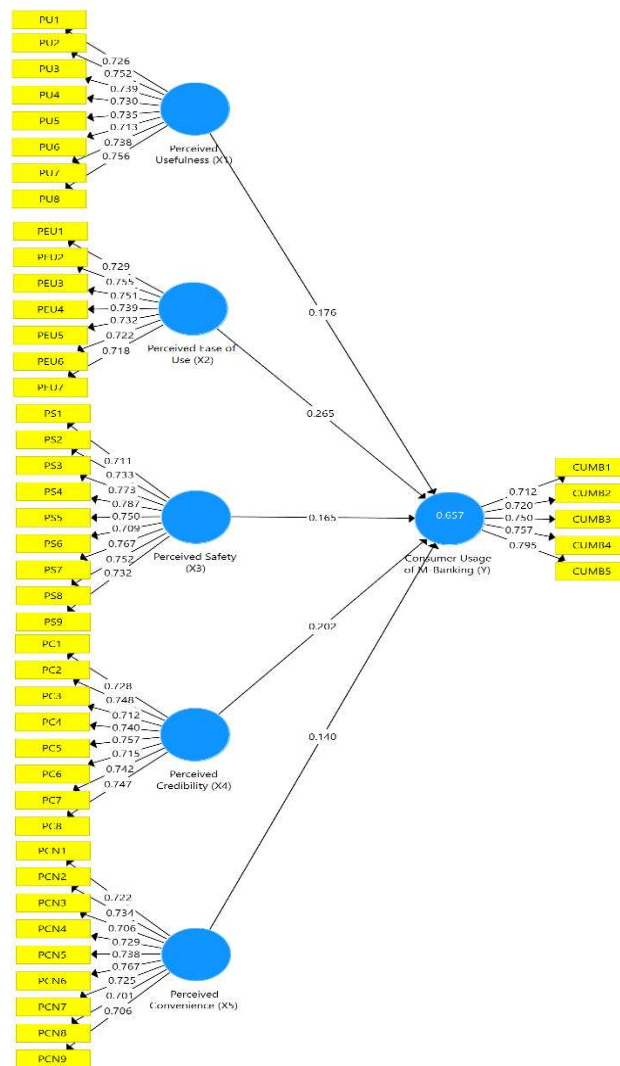 PU1
PU2
PU3
PU4
PU5
PU6
PU7
PU8
0.726
0.752
0.739
0.730
0.735
0.713
0.738
0.756
Perceived
Usefulness (X1)
0.176
PEU1
PEU2
PEU3
PEU4
PEU5
PEU6
PEU7
0.729
0.755
0.751
0.739
0.732
0.722
0.718
Perceived Ease of
Use (X2)
0.265
PS1
PS2
PS3
PS4
PS5
PS6
PS7
PS8
PS9
0.711
0.733
0.773
0.787
0.750
0.709
0.767
0.752
0.732
Perceived Safety
(X3)
0.165
0.657
Consumer Usage
of M-Banking (Y)
0.712
0.720
0.750
0.757
0.795
CUMB1
CUMB2
CUMB3
CUMB4
CUMB5
PC1
PC2
PC3
PC4
PC5
PC6
PC7
PC8
0.728
0.748
0.712
0.740
0.757
0.715
0.742
0.747
Perceived
Credibility (X4)
0.202
PCN1
PCN2
PCN3
PCN4
PCN5
PCN6
PCN7
PCN8
PCN9
0.722
0.734
0.706
0.729
0.738
0.767
0.725
0.701
0.706
Perceived
Convenience (X5)
0.140